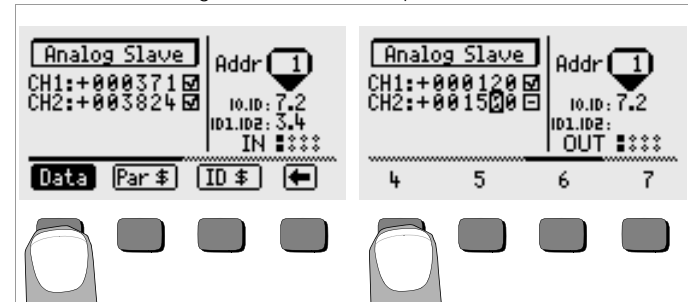 Analog Slave
Addr 1
CH1:+000371
CH2:+003824
IO.ID: 7.2
ID1.ID2: 3.4
IN
Data Par $ ID $
Analog Slave
Addr 1
CH1:+000120
CH2:+001500
IO.ID: 7.2
ID1.ID2:
OUT
4 5 6 7